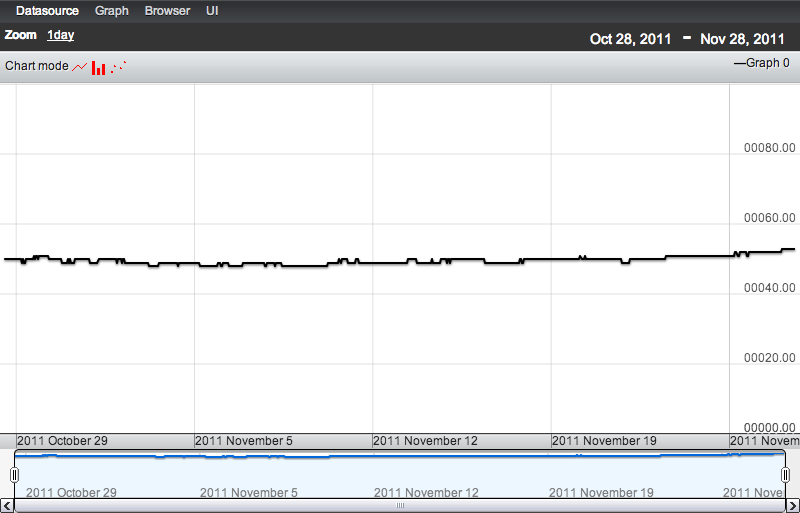 Datasource Graph Browser UI
Zoom 1day Oct 28, 2011 – Nov 28, 2011
Chart mode Graph 0
00080.00
00060.00
00040.00
00020.00
00000.00
2011 October 29 2011 November 5 2011 November 12 2011 November 19 2011 Novem
2011 October 29 2011 November 5 2011 November 12 2011 November 19 2011 Nove